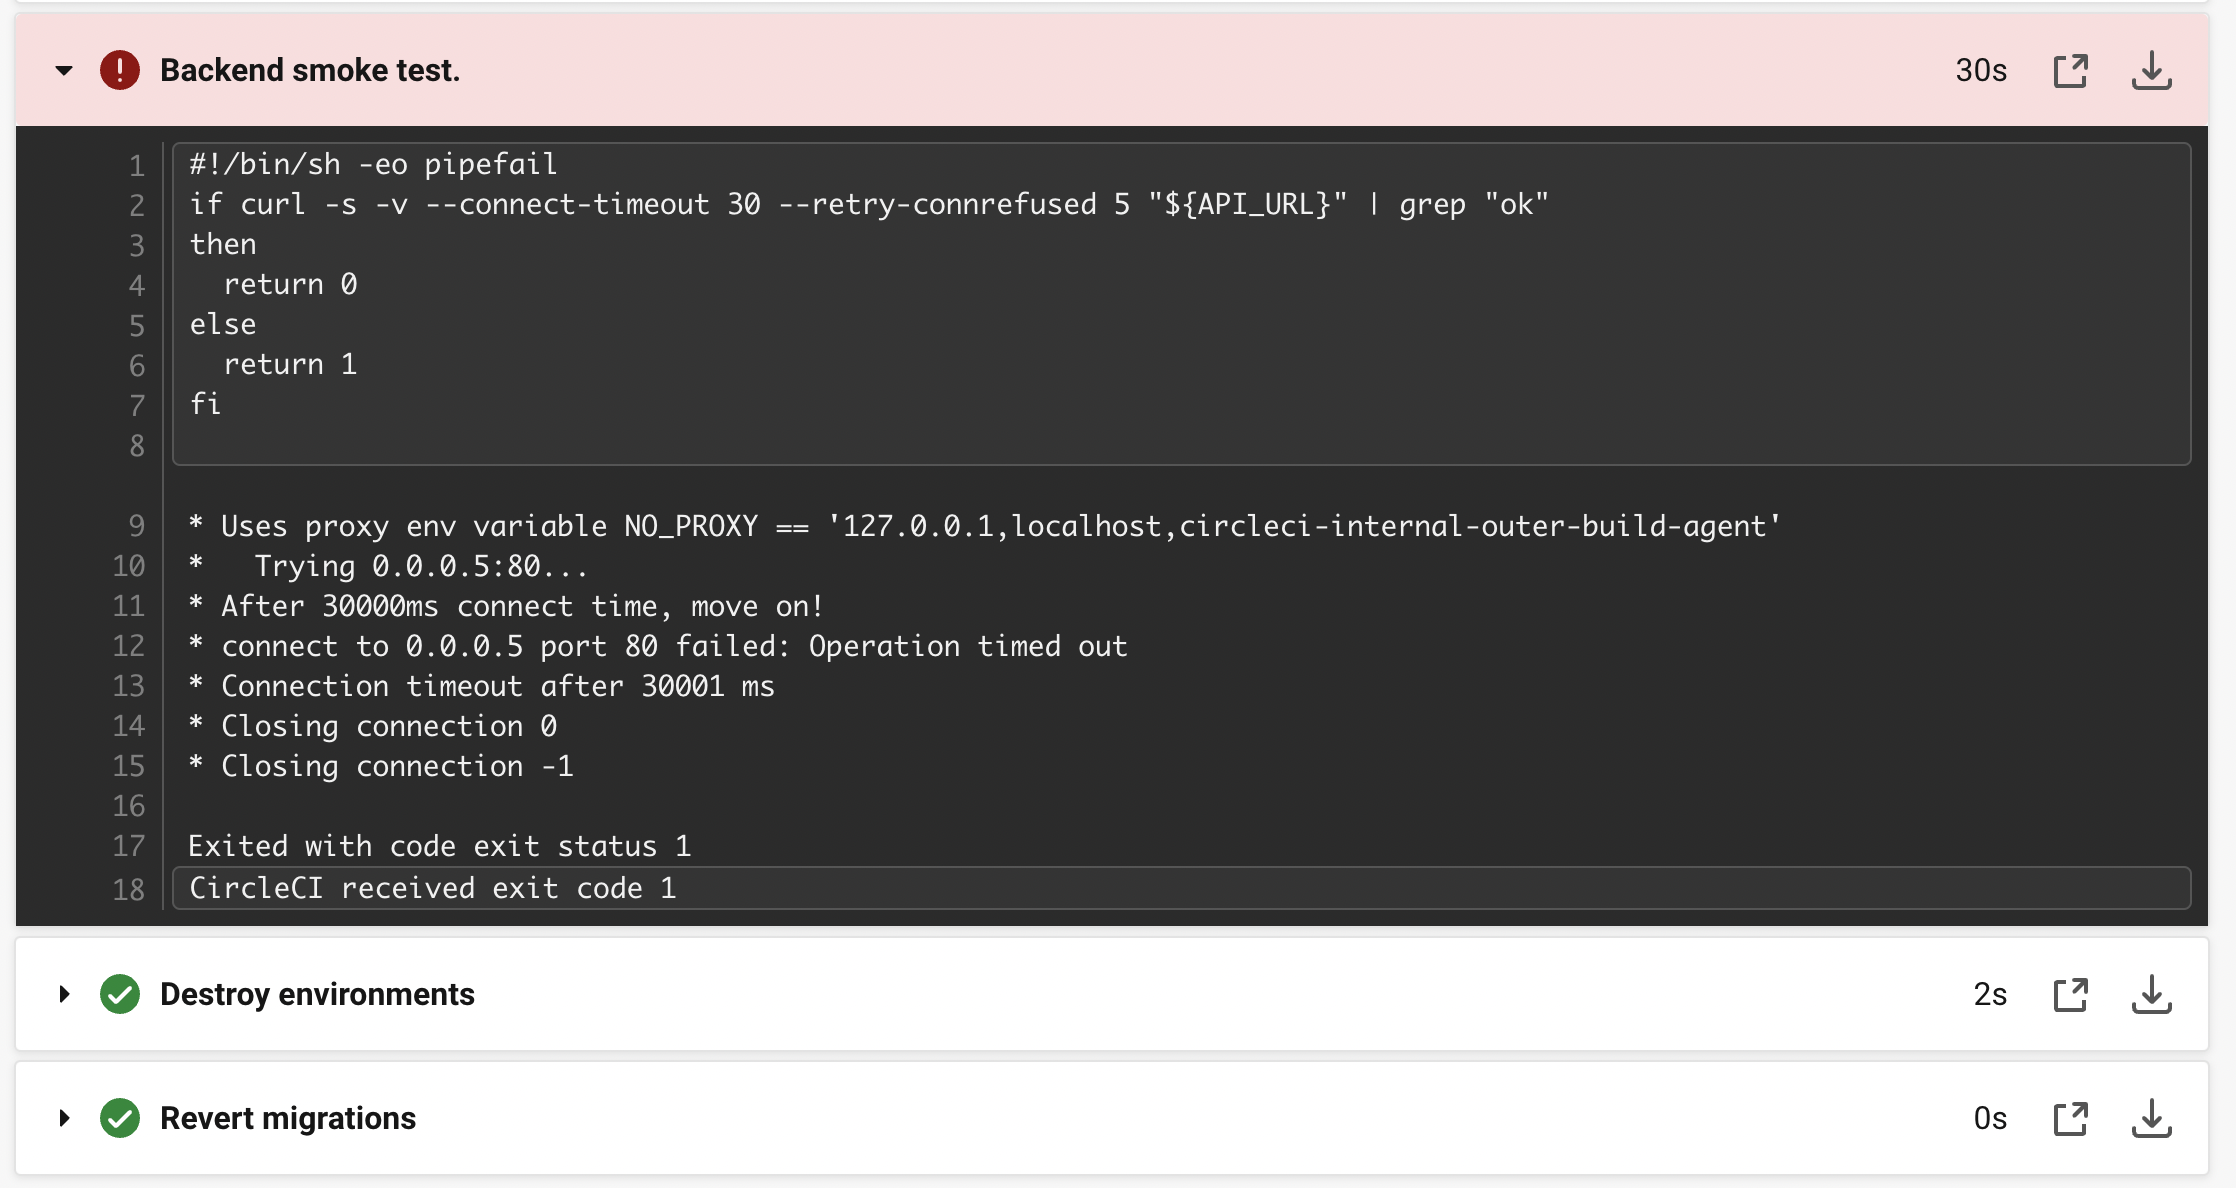 Backend smoke test.
30s
1 #!/bin/sh -eo pipefail
2 if curl -s -v --connect-timeout 30 --retry-connrefused 5 "${API_URL}" | grep "ok"
3 then
4   return 0
5 else
6   return 1
7 fi
8
9 * Uses proxy env variable NO_PROXY == '127.0.0.1,localhost,circleci-internal-outer-build-agent'
10 *   Trying 0.0.0.5:80...
11 * After 30000ms connect time, move on!
12 * connect to 0.0.0.5 port 80 failed: Operation timed out
13 * Connection timeout after 30001 ms
14 * Closing connection 0
15 * Closing connection -1
16
17 Exited with code exit status 1
18 CircleCI received exit code 1
Destroy environments
2s
Revert migrations
0s